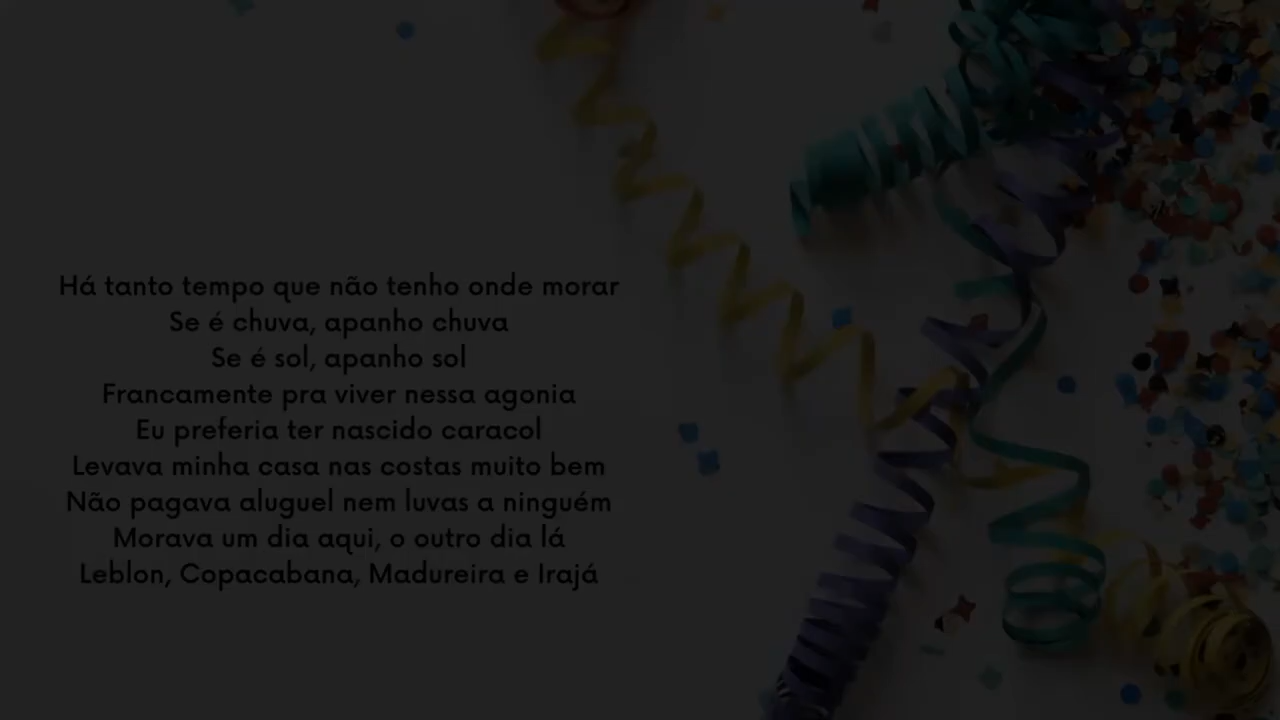 Há tanto tempo que não tenho onde morar
Se é chuva, apanho chuva
Se é sol, apanho sol
Francamente pra viver nessa agonia
Eu preferia ter nascido caracol
Levava minha casa nas costas muito bem
Não pagava aluguel nem luvas a ninguém
Morava um dia aqui, o outro dia lá
Leblon, Copacabana, Madureira e Irajá